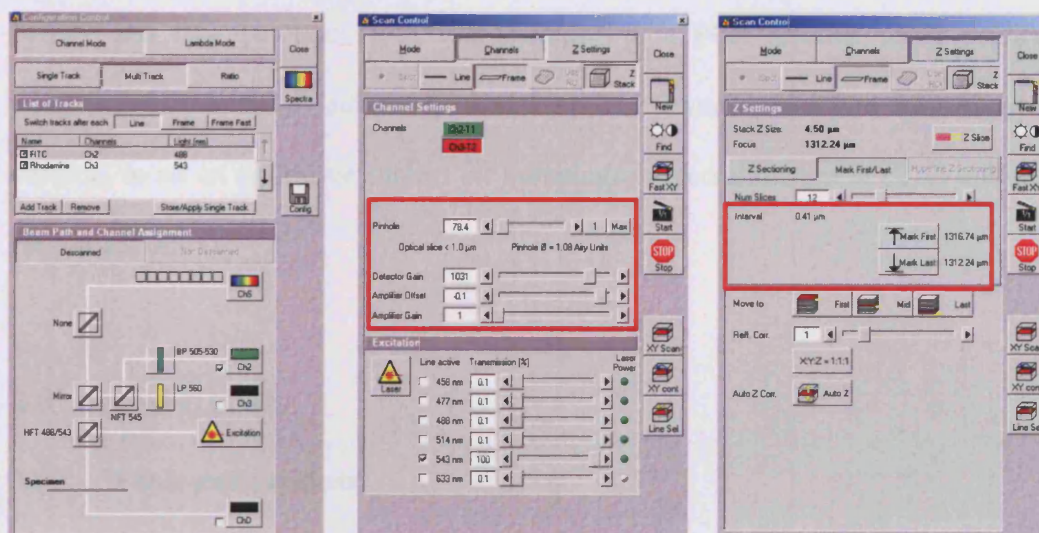 Configuration Control
Channel Mode
Lambda Mode
Close
Single Track
Multi Track
Ratio
Spectra
List of Tracks
Switch tracks after each
Line
Frame
Frame Fast
Name
Channels
Light [nm]
FITC
Ch2
488
Rhodamine
Ch3
543
Add Track
Remove
Store/Apply Single Track
Config
Beam Path and Channel Assignment
Descanned
Non Descanned
ChS
None
BP 505-530
Ch2
Mirror
LP 560
Ch3
NFT 545
HFT 488/543
Excitation
Specimen
ChD
Scan Control
Mode
Channels
Z Settings
Close
Line
Frame
Z
Stack
New
Channel Settings
Channels
Ch2-T1
Ch3-T2
Find
Fast XY
Pinhole
78.4
1
Max
Start
Optical slice < 1.0 µm
Pinhole Ø = 1.08 Airy Units
STOP
Stop
Detector Gain
1031
Amplifier Offset
-0.1
Amplifier Gain
1
Excitation
XY Scan
Line active
Transmission [%]
Laser
Power
Laser
458 nm
0.1
XY cont.
477 nm
0.1
488 nm
0.1
Line Sel
514 nm
0.1
543 nm
100
633 nm
0.1
Scan Control
Mode
Channels
Z Settings
Close
Line
Frame
Z
Stack
New
Z Settings
Stack Z Size
4.50 µm
Focus
1312.24 µm
Z Slice
Find
Z Sectioning
Mark First/Last
Hyperfine Z Sectioning
Fast XY
Num Slices
12
Interval
0.41 µm
Start
Mark First
1316.74 µm
STOP
Stop
Mark Last
1312.24 µm
Move to
First
Mid
Last
Refr. Corr.
1
XY Scan
X:Y:Z = 1:1:1
XY cont
Auto Z Corr.
Auto Z
Line Sel